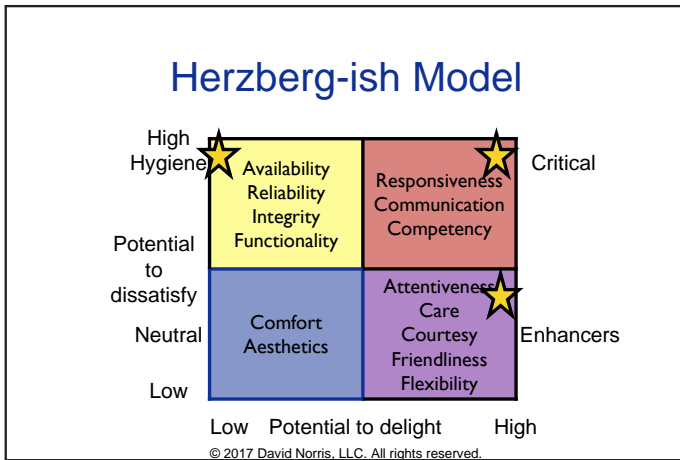 Herzberg-ish Model
High
Hygiene
Availability
Reliability
Integrity
Functionality
Responsiveness
Communication
Competency
Critical
Potential
to
dissatisfy
Neutral
Low
Comfort
Aesthetics
Attentiveness
Care
Courtesy
Friendliness
Flexibility
Enhancers
Low Potential to delight High
© 2017 David Norris, LLC. All rights reserved.